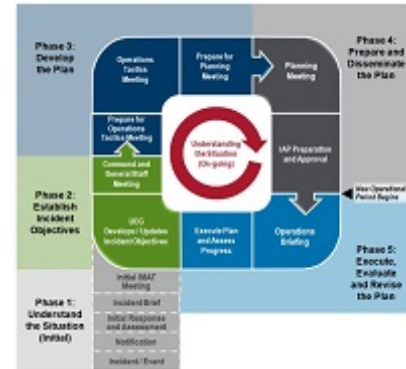 Phase 3:
Develop
the Plan
Operations
Tactics
Meeting
Prepare for
Planning
Meeting
Planning
Meeting
Phase 4:
Prepare and
Disseminate
the Plan
Prepare for Operations
Tactics Meeting
Command and
General Staff
Meeting
Understanding
the Situation
(On-going)
IAP Preparation
and Approval
Phase 2:
Establish
Incident
Objectives
UCG
Develops / Updates
Incident Objectives
Execute Plan
and Assess
Progress
Operations
Briefing
New Operational
Period Begins
Phase 5:
Execute,
Evaluate
and Revise
the Plan
Phase 1:
Understand
the Situation
(Initial)
Initial IMAT
Meeting
Incident Brief
Initial Response
and Assessment
Notification
Incident / Event